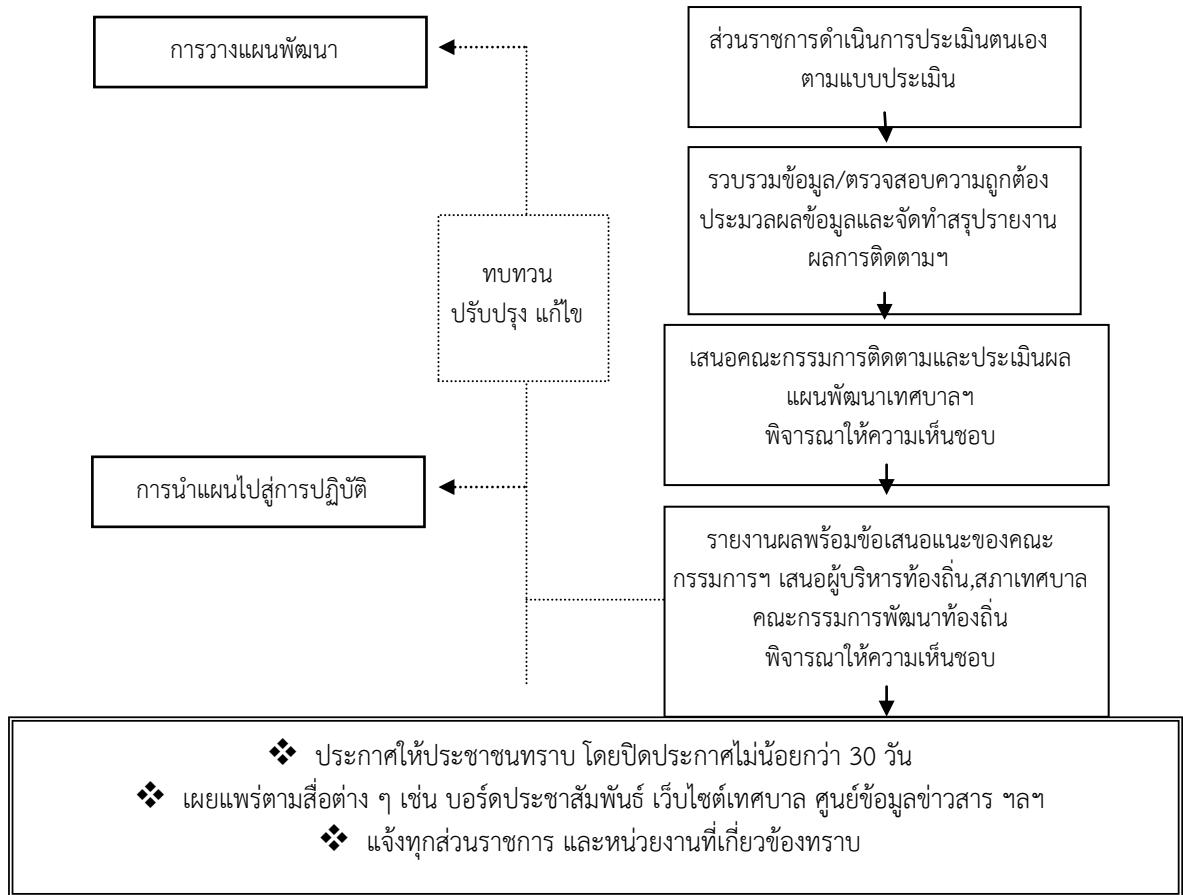 การวางแผนพัฒนา
ส่วนราชการดำเนินการประเมินตนเอง
ตามแบบประเมิน
รวบรวมข้อมูล/ตรวจสอบความถูกต้อง
ประมวลผลข้อมูลและจัดทำสรุปรายงาน
ผลการติดตามฯ
ทบทวน
ปรับปรุง แก้ไข
เสนอคณะกรรมการติดตามและประเมินผล
แผนพัฒนาเทศบาลฯ
พิจารณาให้ความเห็นชอบ
การนำแผนไปสู่การปฏิบัติ
รายงานผลพร้อมข้อเสนอแนะของคณะ
กรรมการฯ เสนอผู้บริหารท้องถิ่น,สภาเทศบาล
คณะกรรมการพัฒนาท้องถิ่น
พิจารณาให้ความเห็นชอบ
❖ ประกาศให้ประชาชนทราบ โดยปิดประกาศไม่น้อยกว่า 30 วัน
❖ เผยแพร่ตามสื่อต่าง ๆ เช่น บอร์ดประชาสัมพันธ์ เว็บไซต์เทศบาล ศูนย์ข้อมูลข่าวสาร ฯลฯ
❖ แจ้งทุกส่วนราชการ และหน่วยงานที่เกี่ยวข้องทราบ